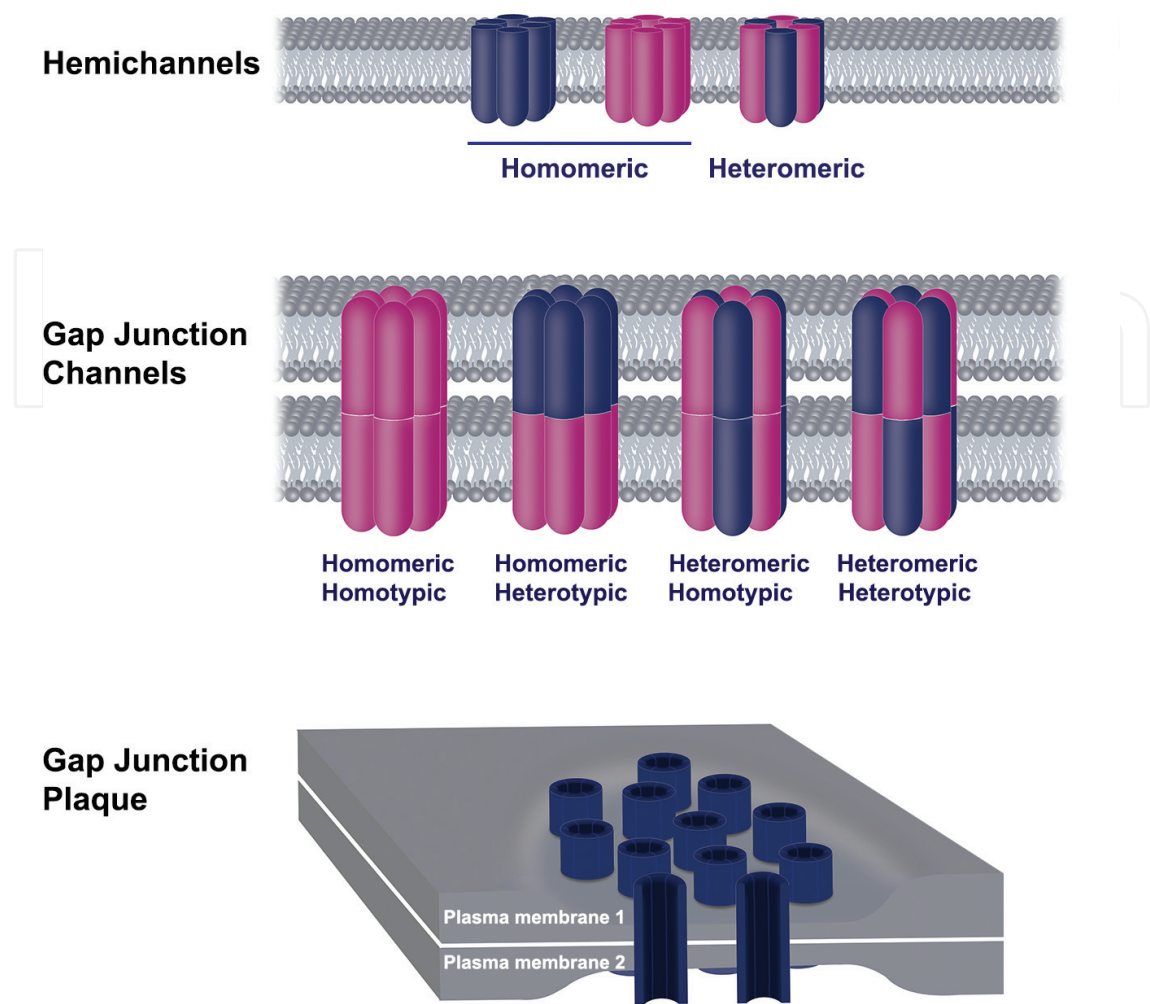 Hemichannels
Homomeric
Heteromeric
Gap Junction
Channels
Homomeric
Homotypic
Homomeric
Heterotypic
Heteromeric
Homotypic
Heteromeric
Heterotypic
Gap Junction
Plaque
Plasma membrane 1
Plasma membrane 2